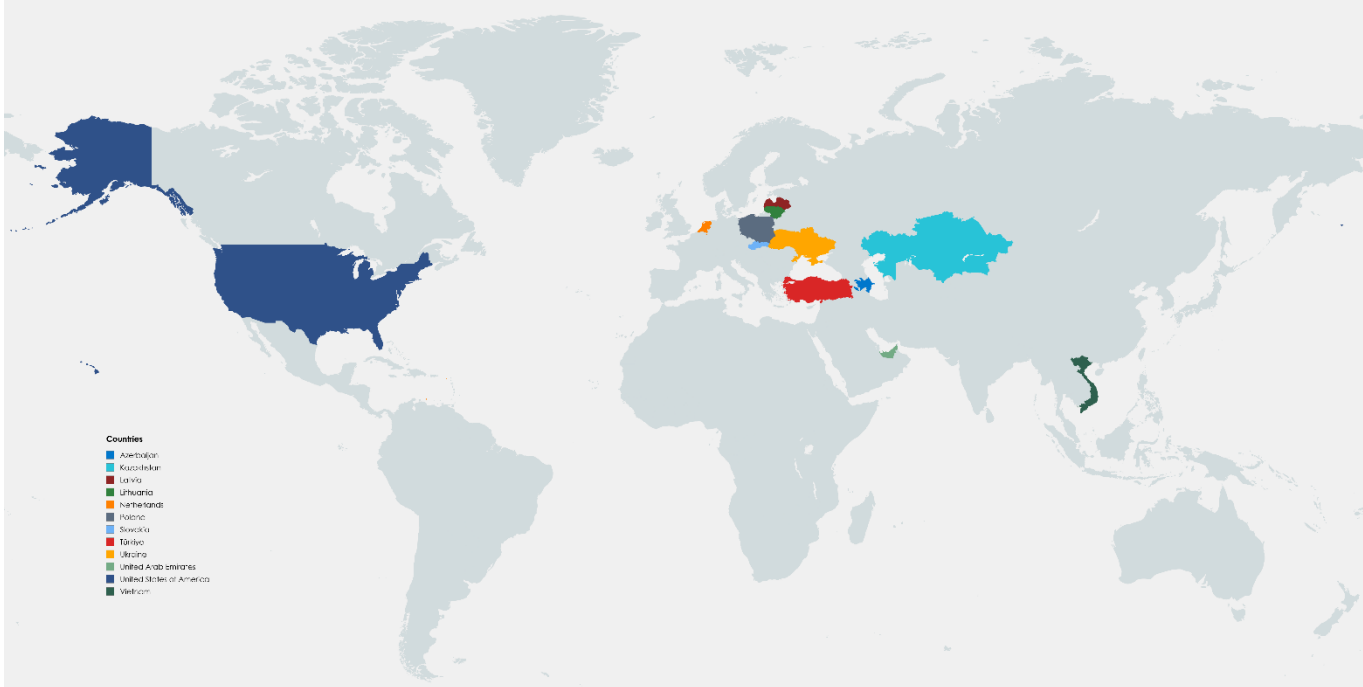 Countries
Azerbaijan
Kazakhstan
Latvia
Lithuania
Netherlands
Poland
Slovakia
Türkiye
Ukraine
United Arab Emirates
United States of America
Vietnam